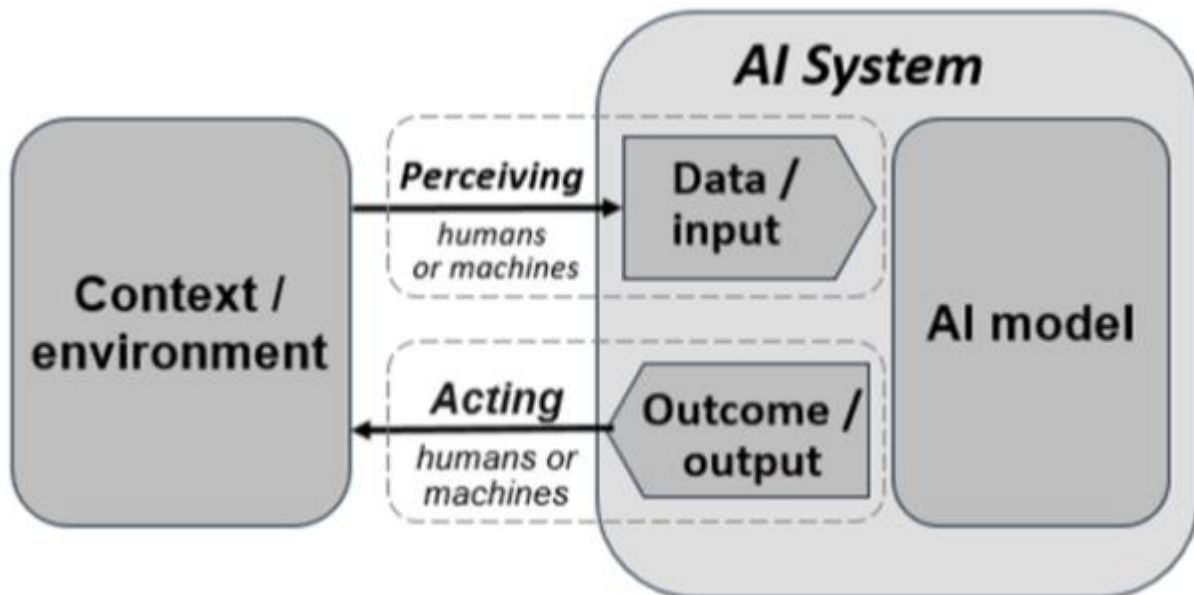 AI System
Perceiving
humans
or machines
Data /
input
Context /
environment
AI model
Acting
humans or
machines
Outcome /
output